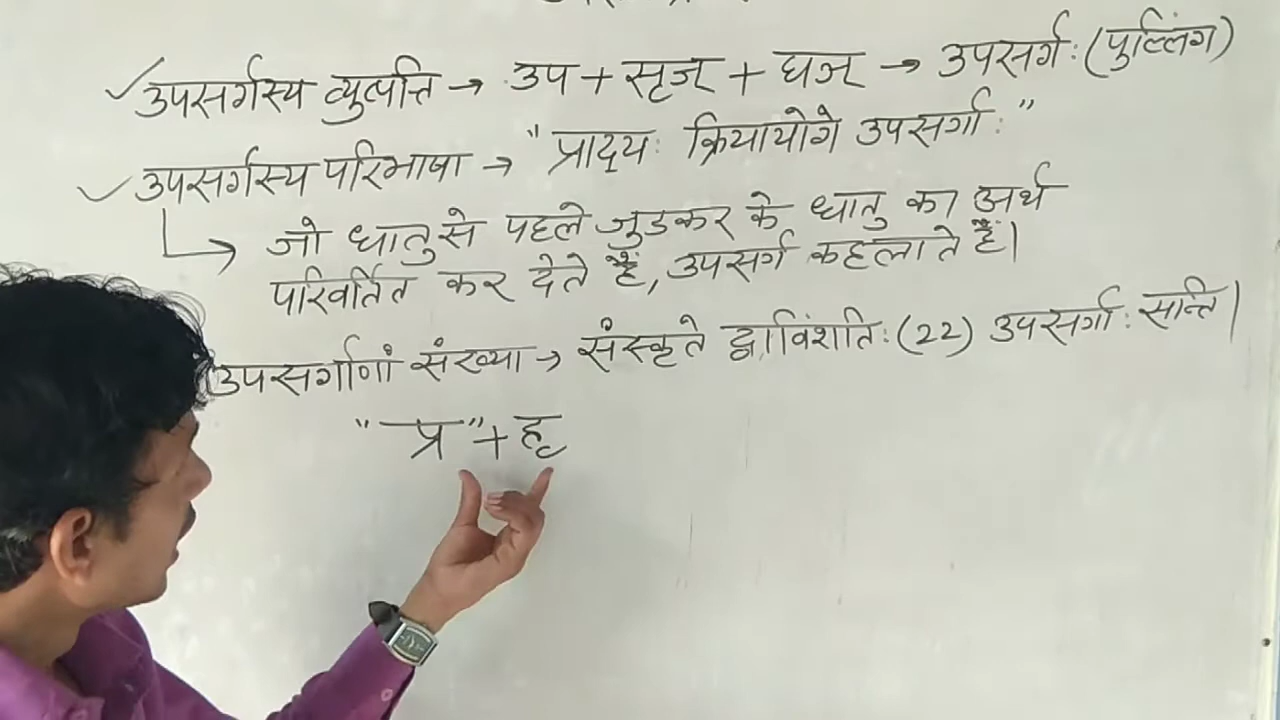 उपसर्गस्य व्युत्पत्ति → उप + सृज् + घञ् → उपसर्गः (पुल्लिंग)
उपसर्गस्य परिभाषा → "प्रादयः क्रियायोगे उपसर्गाः"
जो धातु से पहले जुडकर के धातु का अर्थ
परिवर्तित कर देते हैं, उपसर्ग कहलाते हैं।
उपसर्गाणां संख्या → संस्कृते द्वाविंशतिः (22) उपसर्गाः सन्ति।
"प्र" + हृ